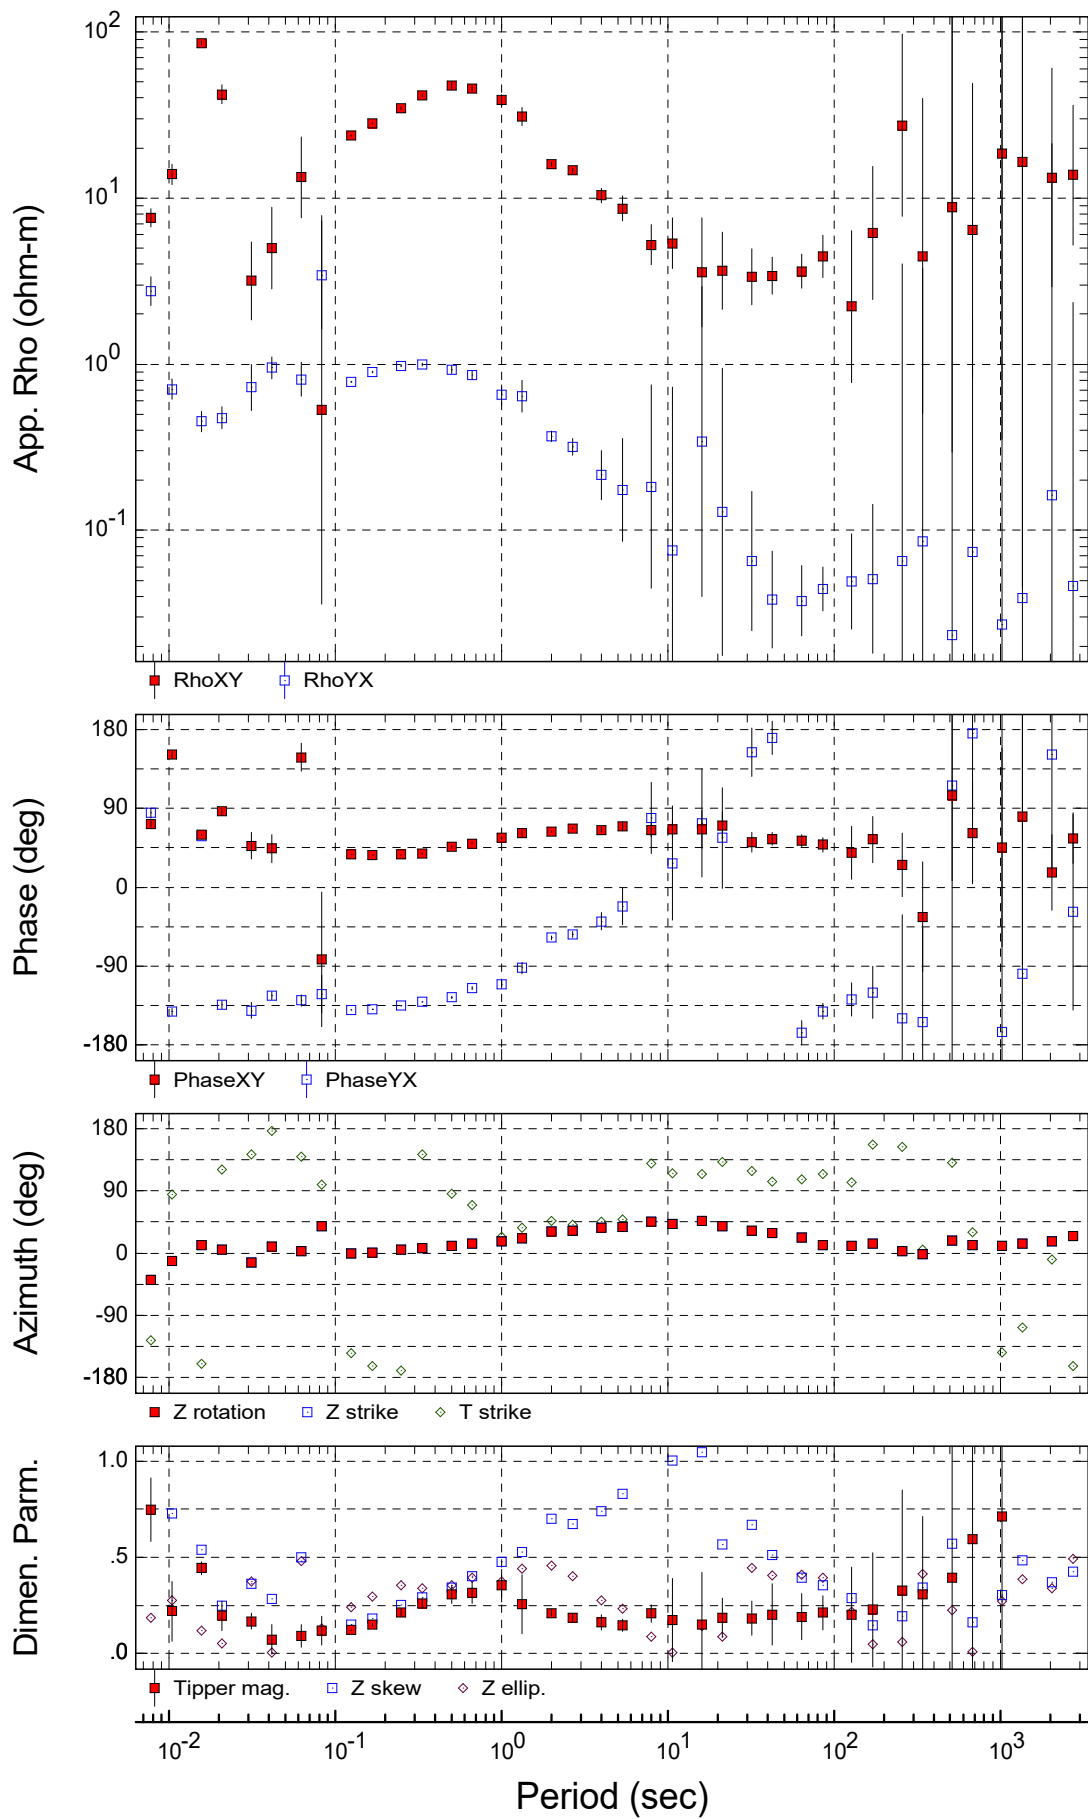 10^2
10^1
10^0
10^-1
App. Rho (ohm-m)
RhoXY RhoYX
180
90
0
-90
-180
Phase (deg)
PhaseXY PhaseYX
180
90
0
-90
-180
Azimuth (deg)
Z rotation Z strike T strike
1.0
.5
.0
Dimen. Parm.
Tipper mag. Z skew Z ellip.
10^-2 10^-1 10^0 10^1 10^2 10^3
Period (sec)